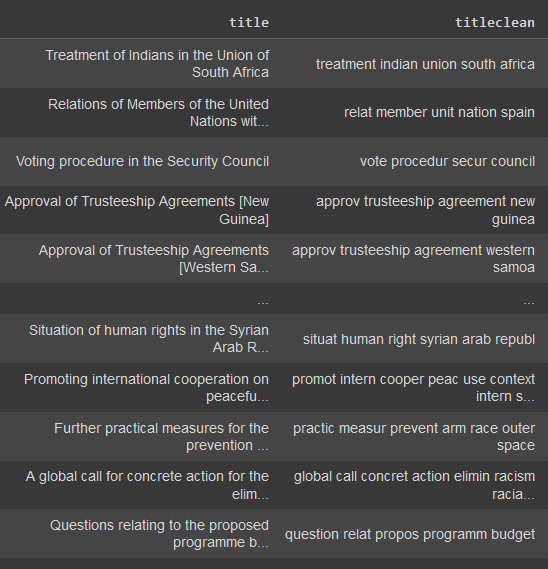 title titleclean
Treatment of Indians in the Union of
South Africa
treatment indian union south africa
Relations of Members of the United
Nations wit...
relat member unit nation spain
Voting procedure in the Security Council
vote procedur secur council
Approval of Trusteeship Agreements [New
Guinea]
approv trusteeship agreement new
guinea
Approval of Trusteeship Agreements
[Western Sa...
approv trusteeship agreement western
samoa
... ...
Situation of human rights in the Syrian
Arab R...
situat human right syrian arab republ
Promoting international cooperation on
peacefu...
promot intern cooper peac use context
intern s...
Further practical measures for the
prevention ...
practic measur prevent arm race outer
space
A global call for concrete action for the
elim...
global call concret action elimin racism
racia...
Questions relating to the proposed
programme b...
question relat propos programm budget